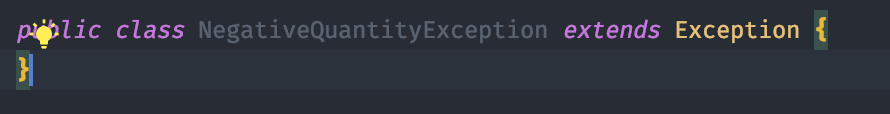 public class NegativeQuantityException extends Exception {
}